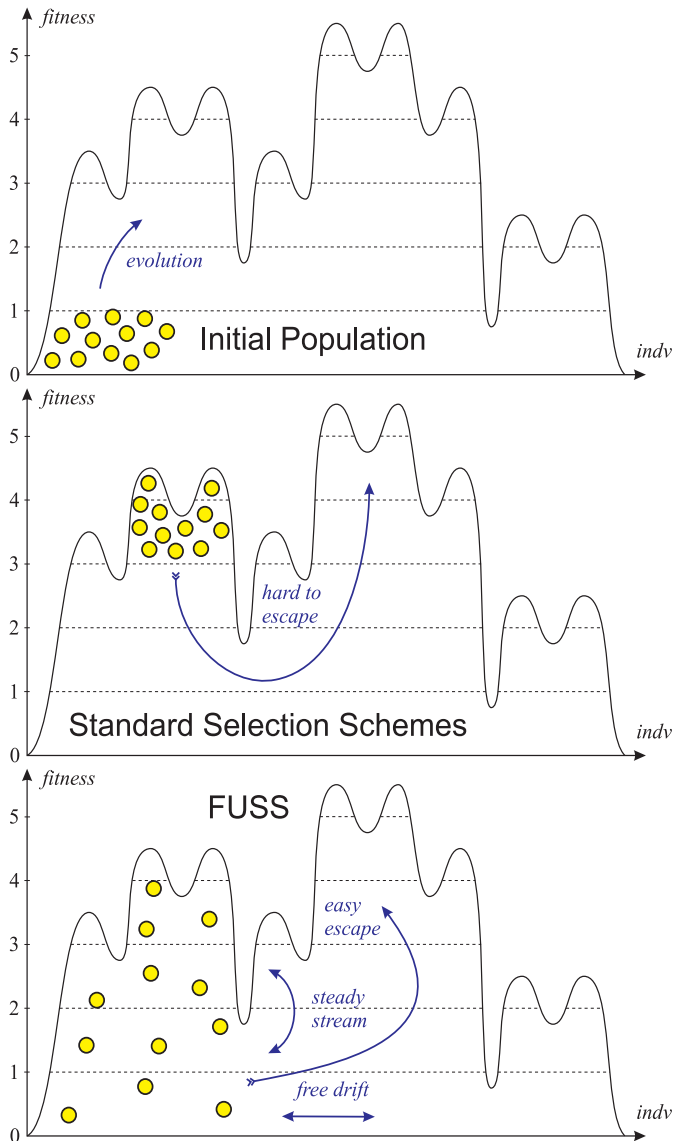 fitness
5
4
3
2
evolution
1
Initial Population
indv
0
fitness
5
4
3
hard to
escape
2
1
Standard Selection Schemes
indv
0
fitness
FUSS
5
4
easy
escape
3
steady
stream
2
1
free drift
indv
0